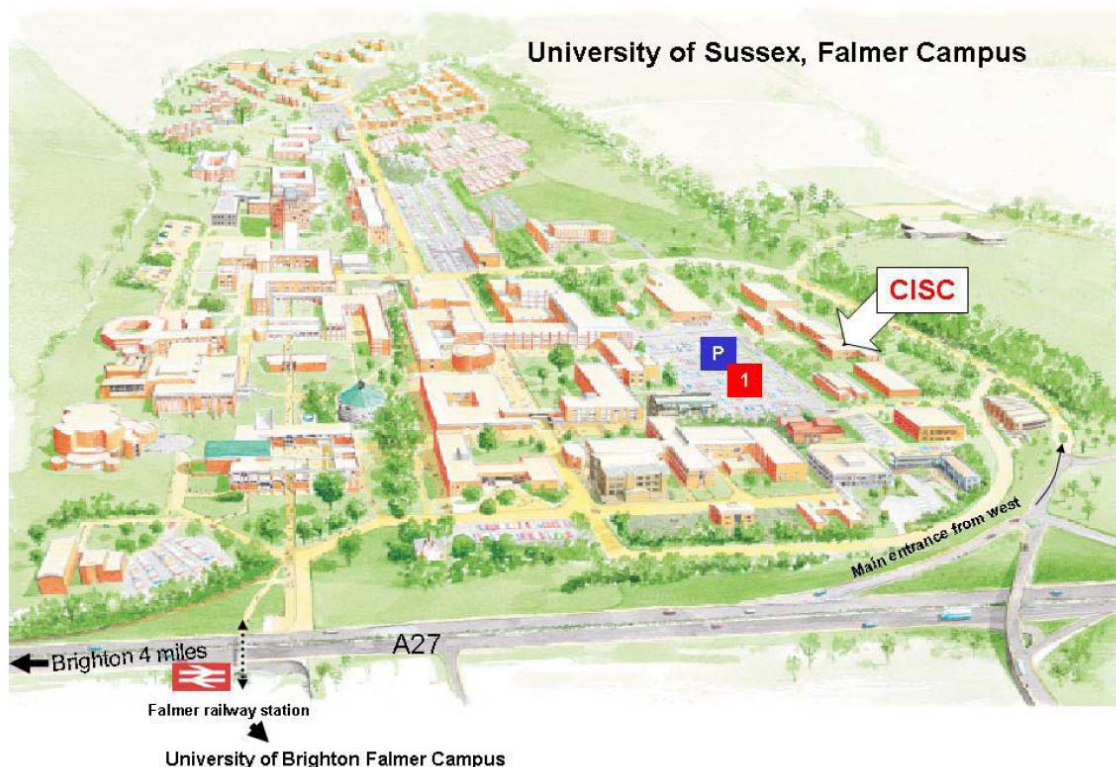 University of Sussex, Falmer Campus
CISC
P
1
Main entrance from west
A27
Brighton 4 miles
Falmer railway station
University of Brighton Falmer Campus